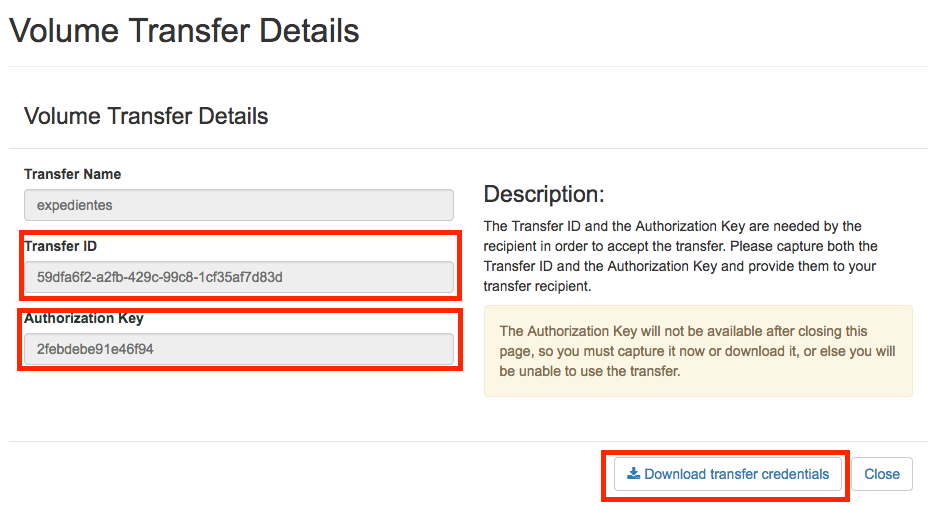 Volume Transfer Details
Volume Transfer Details
Transfer Name
expedientes
Transfer ID
59dfa6f2-a2fb-429c-99c8-1cf35af7d83d
Authorization Key
2febdebe91e46f94
Description:
The Transfer ID and the Authorization Key are needed by the
recipient in order to accept the transfer. Please capture both the
Transfer ID and the Authorization Key and provide them to your
transfer recipient.
The Authorization Key will not be available after closing this
page, so you must capture it now or download it, or else you will
be unable to use the transfer.
Download transfer credentials
Close